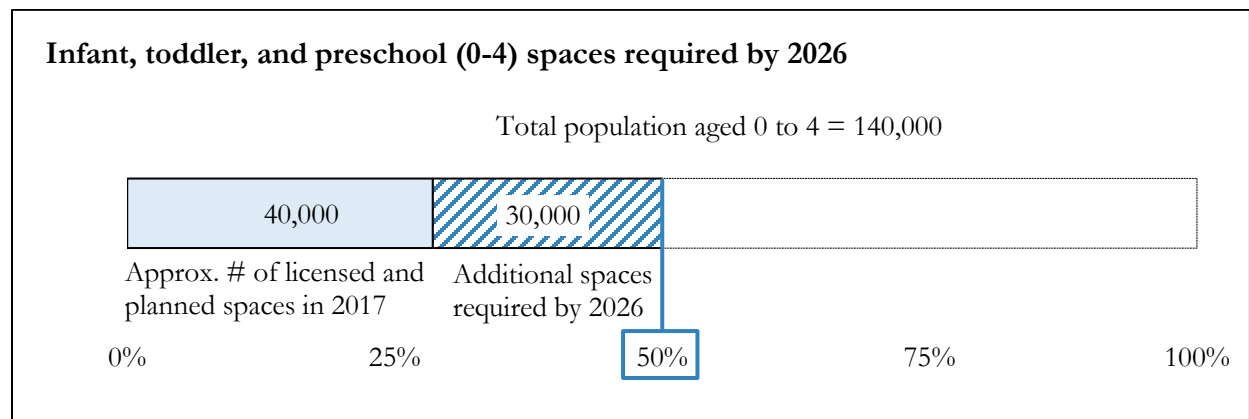 Infant, toddler, and preschool (0-4) spaces required by 2026
Total population aged 0 to 4 = 140,000
40,000
30,000
Approx. # of licensed and
planned spaces in 2017
Additional spaces
required by 2026
0%
25%
50%
75%
100%